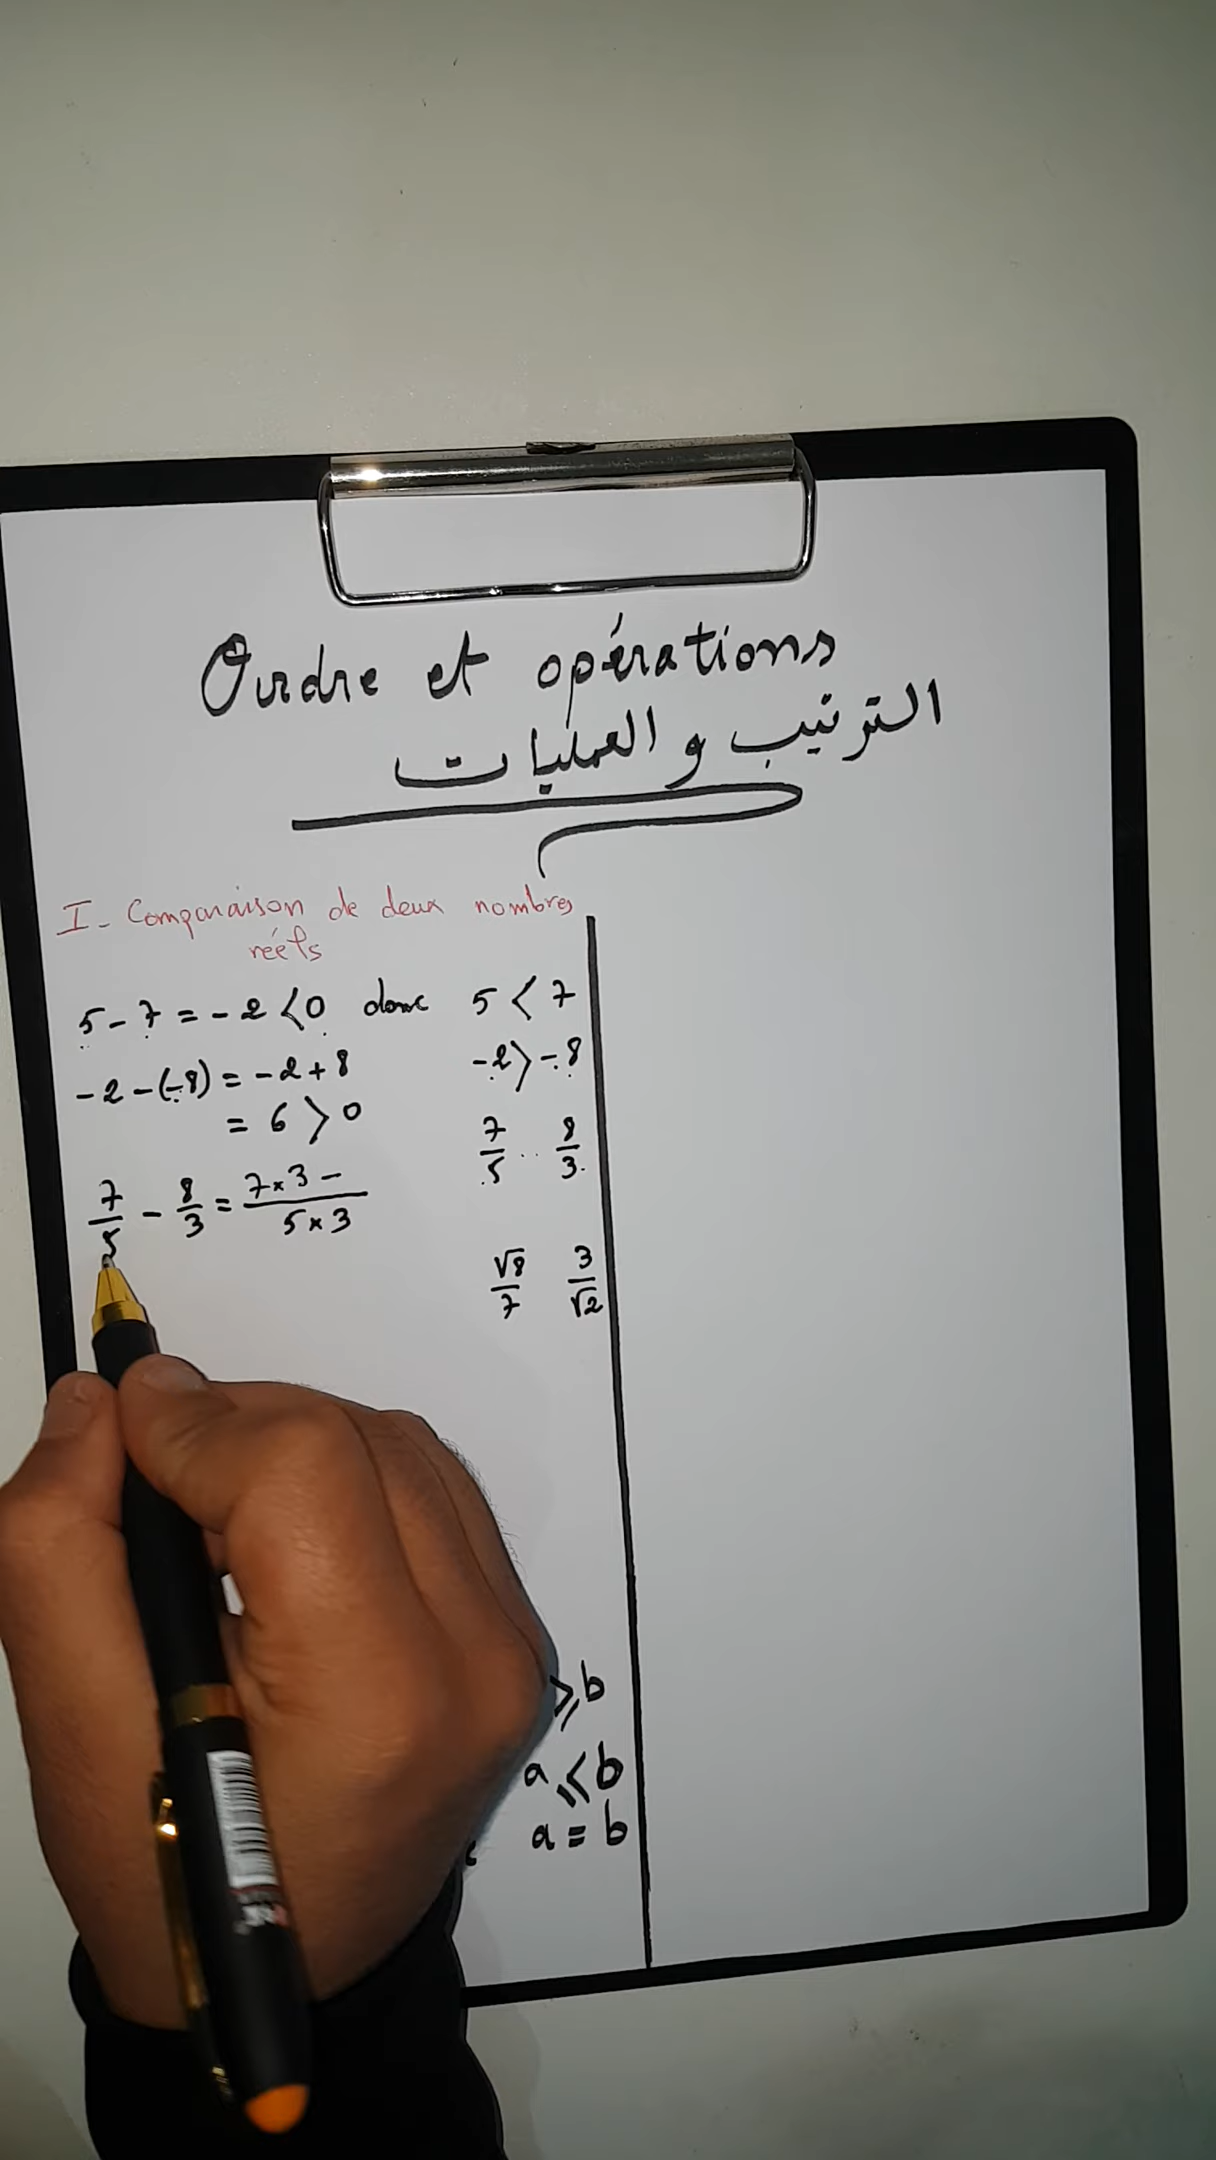 Ordre et opérations
الترتيب و العمليات
I - Comparaison de deux nombres
réels
5 - 7 = - 2 < 0 donc 5 < 7
-2 - (-8) = -2 + 8 -2 > -8
= 6 > 0
7/5 .. 8/3
7/5 - 8/3 = (7 × 3 -)/(5 × 3)
√8/7 3/√2
⩾ b
a ⩽ b
a = b